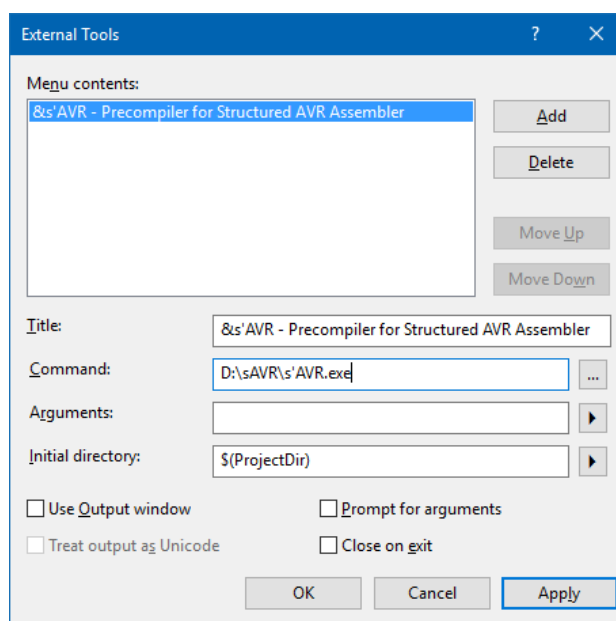 External Tools
Menu contents:
&s'AVR - Precompiler for Structured AVR Assembler
Add
Delete
Move Up
Move Down
Title:
&s'AVR - Precompiler for Structured AVR Assembler
Command:
D:\sAVR\s'AVR.exe
...
Arguments:
Initial directory:
$(ProjectDir)
Use Output window
Prompt for arguments
Treat output as Unicode
Close on exit
OK
Cancel
Apply